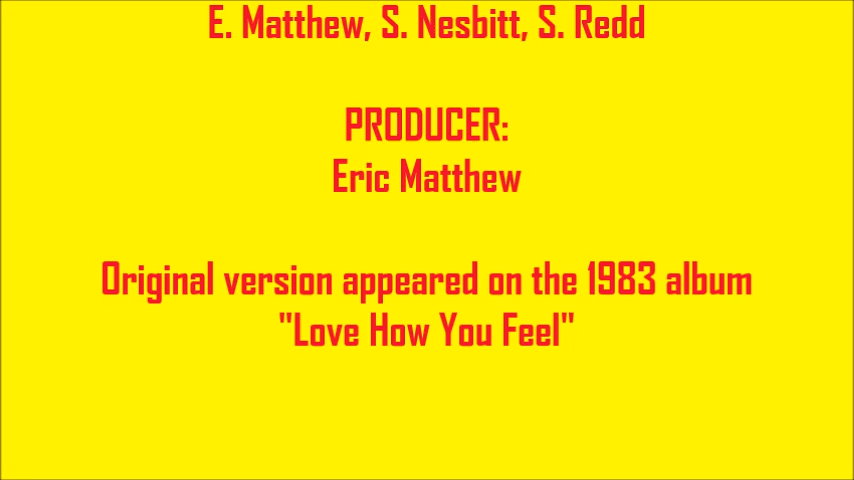 E. Matthew, S. Nesbitt, S. Redd
PRODUCER:
Eric Matthew
Original version appeared on the 1983 album
"Love How You Feel"